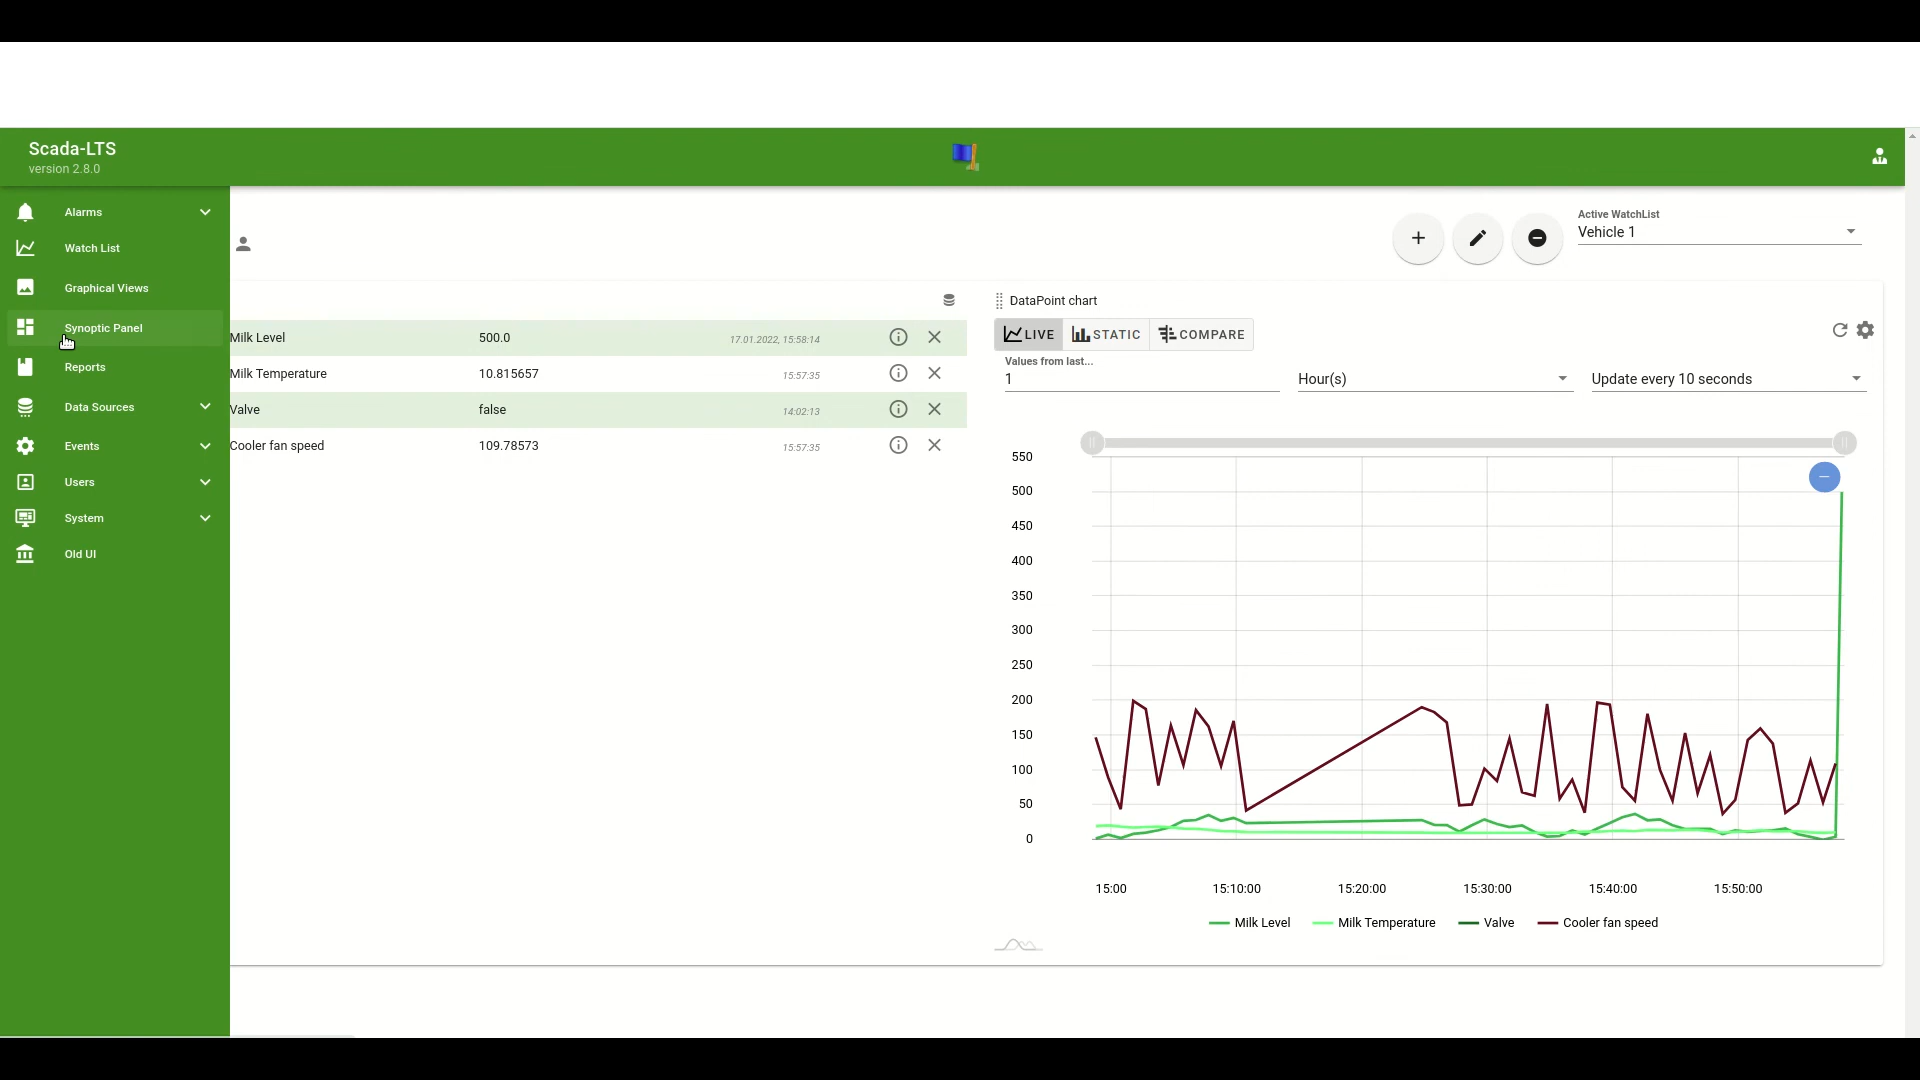 Scada-LTS
version 2.8.0
Alarms
Watch List
Graphical Views
Synoptic Panel
Reports
Data Sources
Events
Users
System
Old UI
Active WatchList
Vehicle 1
Milk Level 500.0 17.01.2022, 15:58:14
Milk Temperature 10.815657 15:57:35
Valve false 14:02:13
Cooler fan speed 109.78573 15:57:35
DataPoint chart
LIVE STATIC COMPARE
Values from last...
1 Hour(s) Update every 10 seconds
550
500
450
400
350
300
250
200
150
100
50
0
15:00 15:10:00 15:20:00 15:30:00 15:40:00 15:50:00
Milk Level Milk Temperature Valve Cooler fan speed